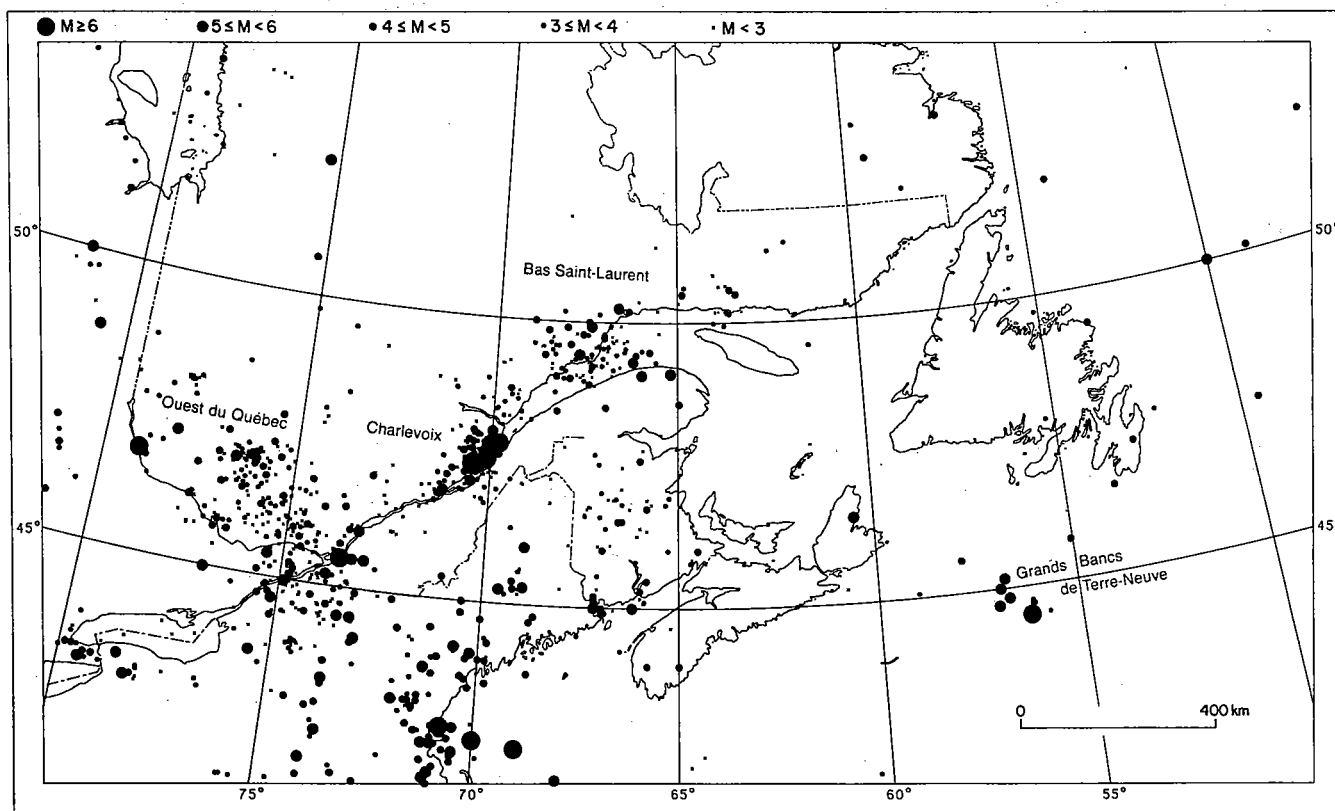 M ≥ 6 5 ≤ M < 6 4 ≤ M < 5 3 ≤ M < 4 M < 3
50° 50°
Bas Saint-Laurent
Ouest du Québec
Charlevoix
45° 45°
Grands Bancs
de Terre-Neuve
0 400 km
75° 70° 65° 60° 55°